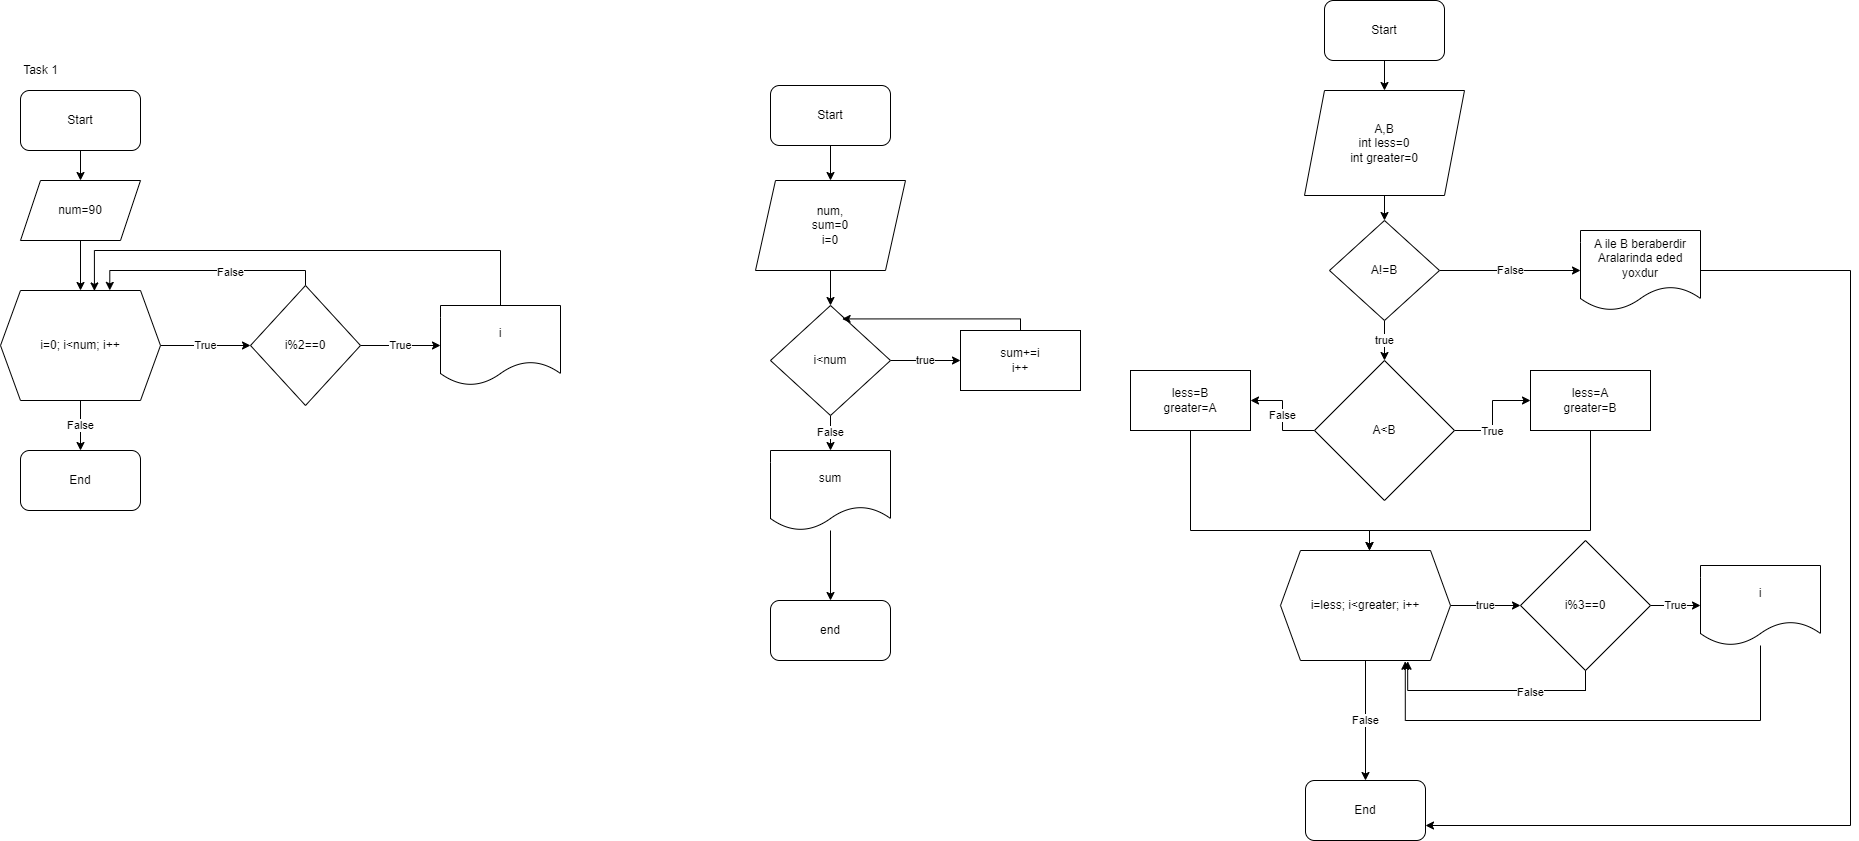 Task 1
Start
num=90
False
i=0; i<num; i++
True
i%2==0
True
i
False
End
Start
num,
sum=0
i=0
i<num
true
sum+=i
i++
False
sum
end
Start
A,B
int less=0
int greater=0
A!=B
False
A ile B beraberdir
Aralarinda eded
yoxdur
true
less=B
greater=A
False
A<B
True
less=A
greater=B
i=less; i<greater; i++
true
i%3==0
True
i
False
False
End